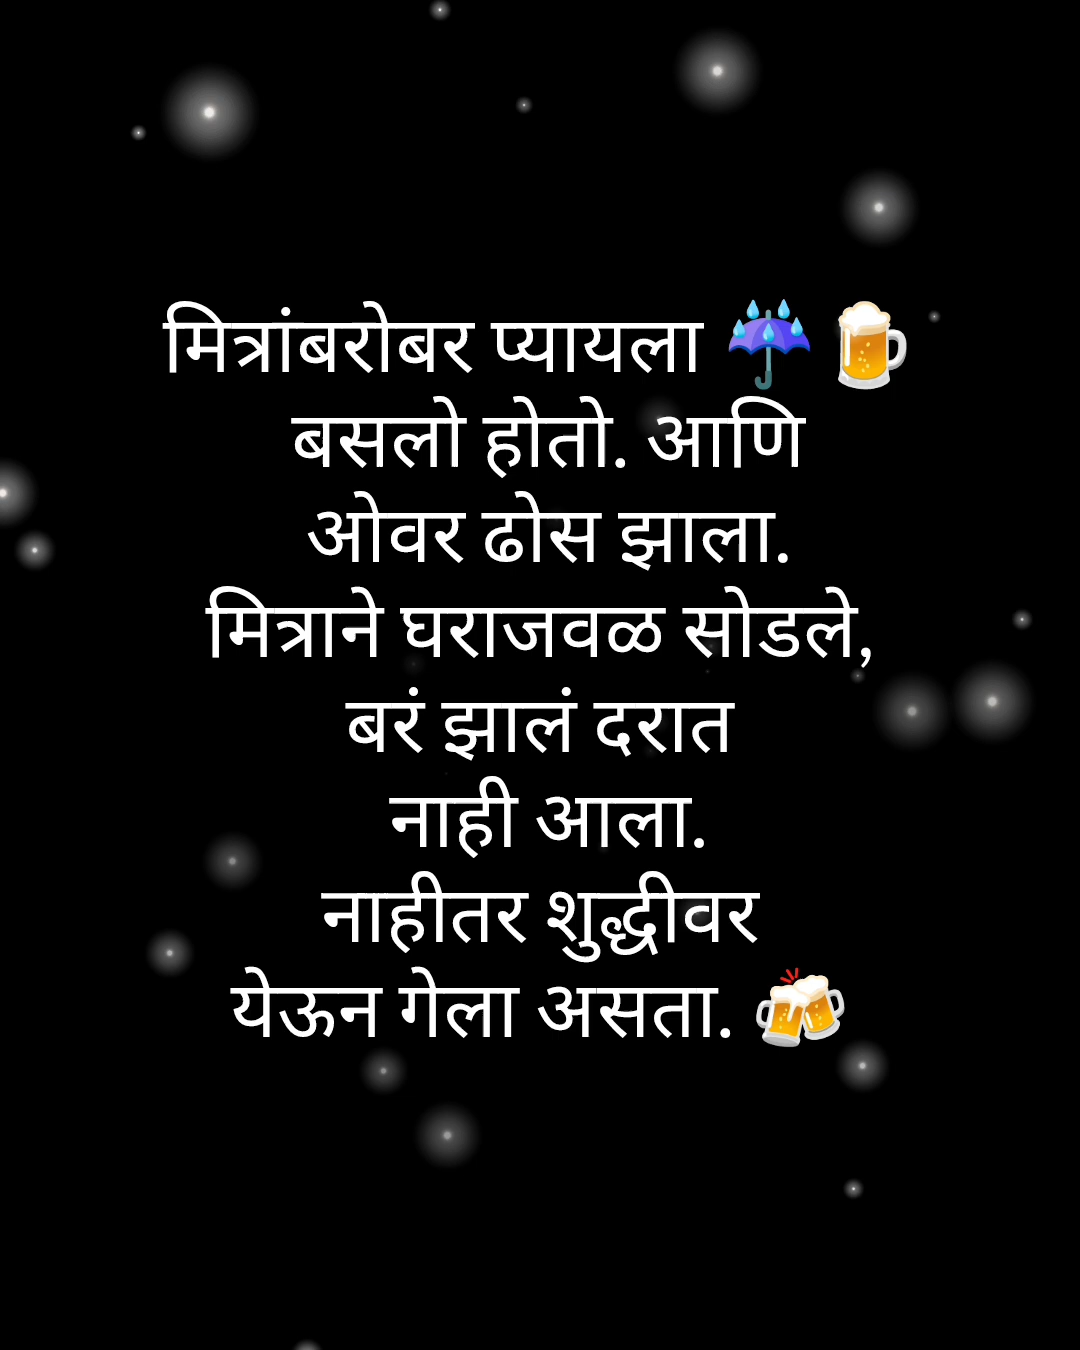 मित्रांबरोबर प्यायला ☔ 🍺
बसलो होतो. आणि
ओवर ढोस झाला.
मित्राने घराजवळ सोडले,
बरं झालं दरात
नाही आला.
नाहीतर शुद्धीवर
येऊन गेला असता. 🍻